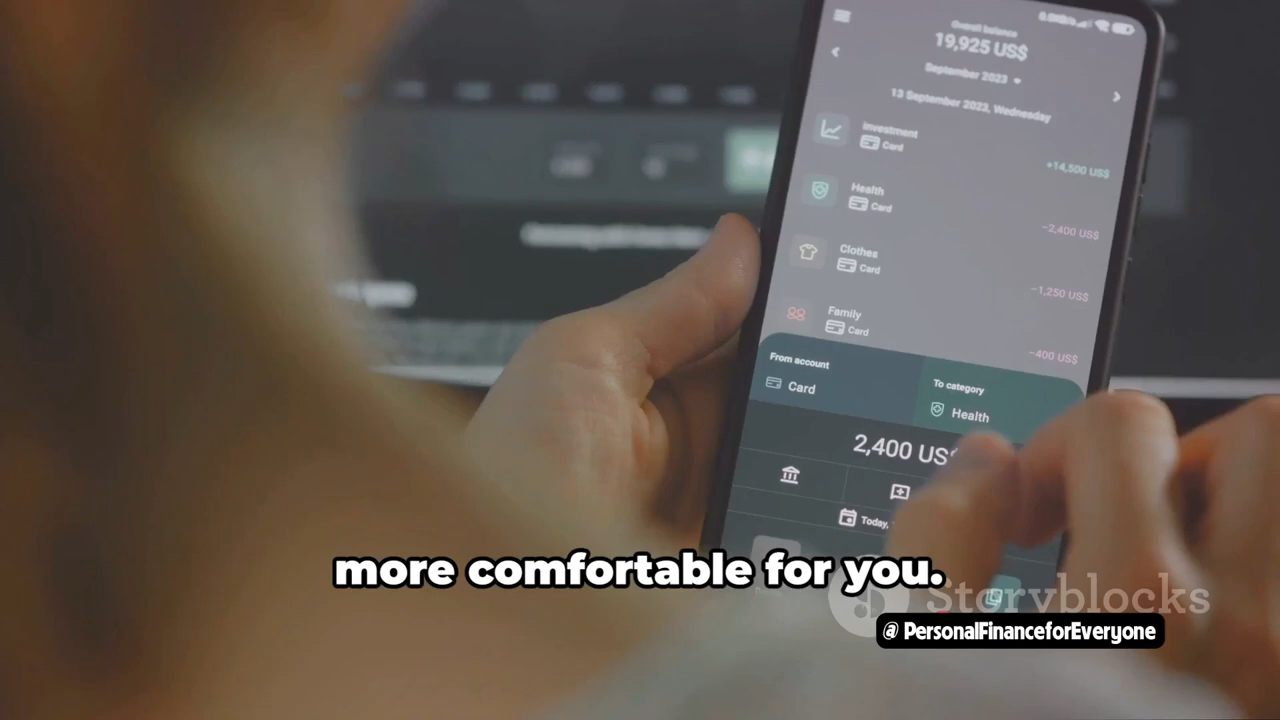 Overall balance
19,925 US$
September 2023
13 September 2023, Wednesday
Investment
Card
+14,500 US$
Health
Card
-2,400 US$
Clothes
Card
-1,250 US$
Family
Card
-400 US$
From account
Card
To category
Health
2,400 US$
Today,
more comfortable for you.
Storyblocks
@ PersonalFinanceforEveryone